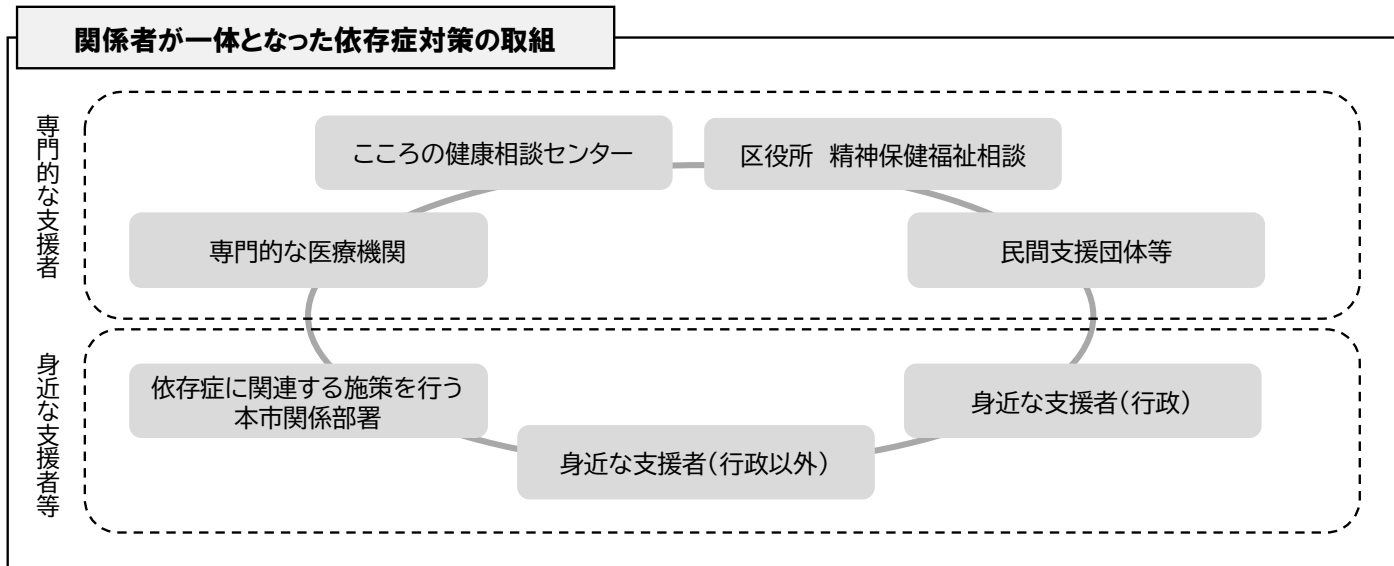 関係者が一体となった依存症対策の取組
専門的な支援者
こころの健康相談センター
区役所 精神保健福祉相談
専門的な医療機関
民間支援団体等
身近な支援者等
依存症に関連する施策を行う
本市関係部署
身近な支援者(行政)
身近な支援者(行政以外)